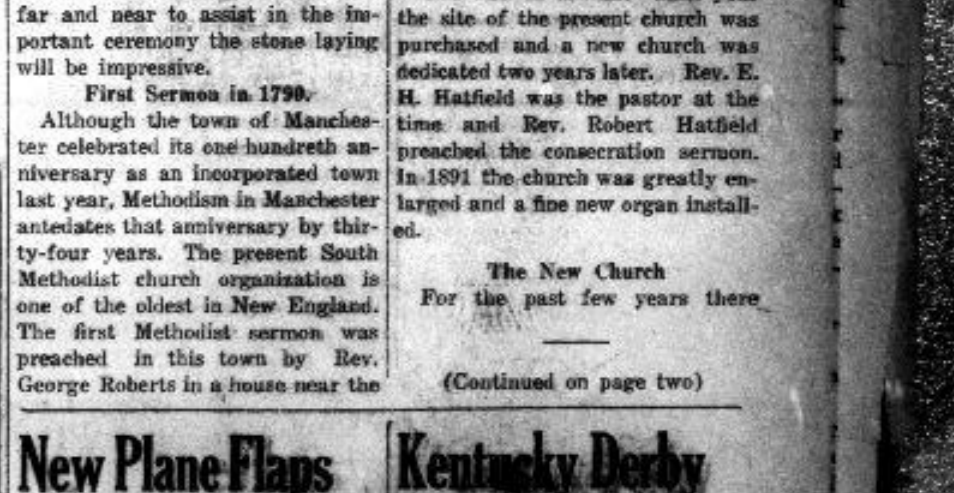 far and near to assist in the im-
portant ceremony the stone laying
will be impressive.
First Sermon in 1790.
Although the town of Manches-
ter celebrated its one hundreth an-
niversary as an incorporated town
last year, Methodism in Manchester
antedates that anniversary by thir-
ty-four years. The present South
Methodist church organization is
one of the oldest in New England.
The first Methodist sermon was
preached in this town by Rev.
George Roberts in a house near the
the site of the present church was
purchased and a new church was
dedicated two years later. Rev. E.
H. Hatfield was the pastor at the
time and Rev. Robert Hatfield
preached the consecration sermon.
In 1891 the church was greatly en-
larged and a fine new organ install-
ed.
The New Church
For the past few years there
(Continued on page two)
New Plane Flaps
Kentucky Derby